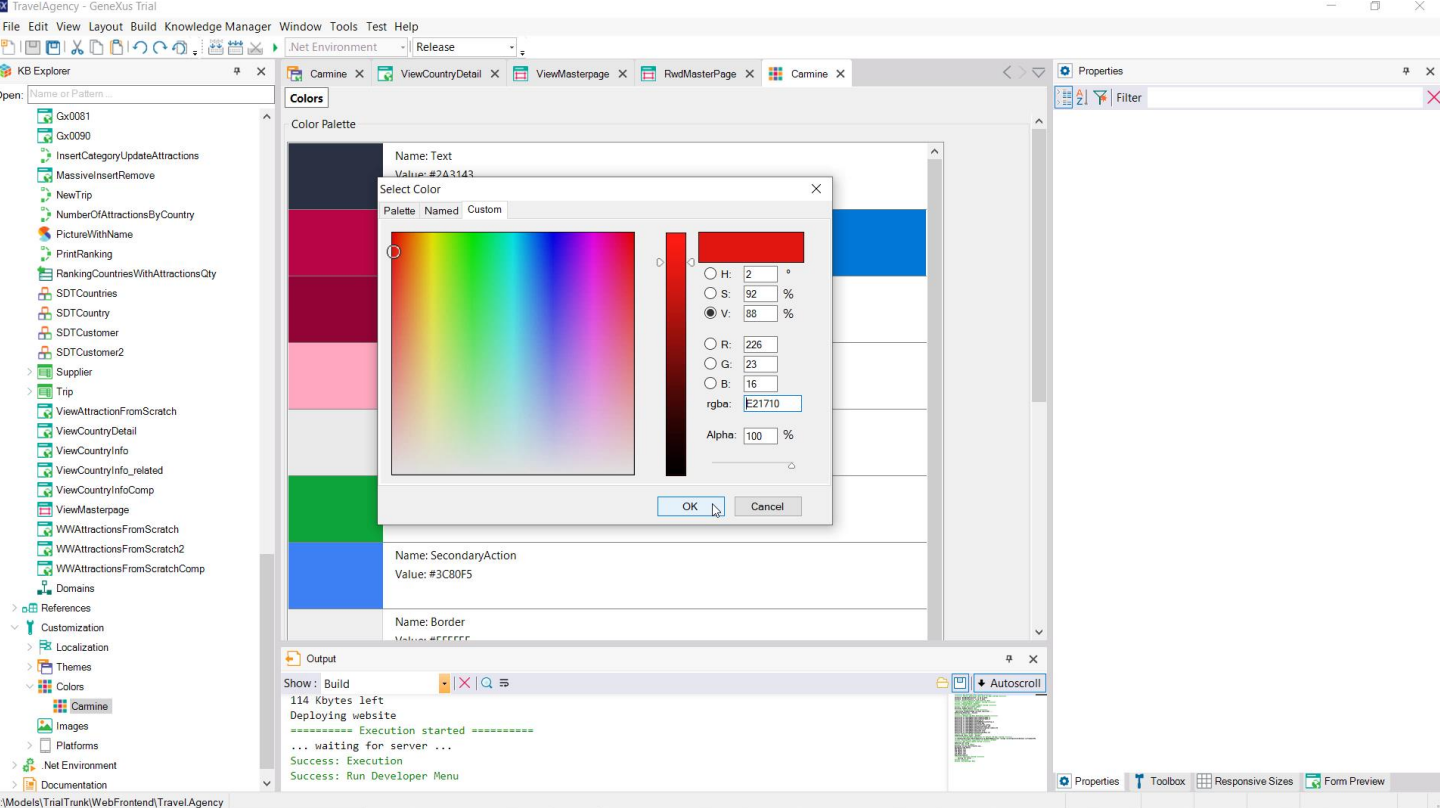 TravelAgency - GeneXus Trial
File Edit View Layout Build Knowledge Manager Window Tools Test Help
.Net Environment Release
KB Explorer
Open: Name or Pattern ...
Gx0081
Gx0090
InsertCategoryUpdateAttractions
MassiveInsertRemove
NewTrip
NumberOfAttractionsByCountry
PictureWithName
PrintRanking
RankingCountriesWithAttractionsQty
SDTCountries
SDTCountry
SDTCustomer
SDTCustomer2
Supplier
Trip
ViewAttractionFromScratch
ViewCountryDetail
ViewCountryInfo
ViewCountryInfo_related
ViewCountryInfoComp
ViewMasterpage
WWAttractionsFromScratch
WWAttractionsFromScratch2
WWAttractionsFromScratchComp
Domains
References
Customization
Localization
Themes
Colors
Carmine
Images
Platforms
.Net Environment
Documentation
Carmine ViewCountryDetail ViewMasterpage RwdMasterPage Carmine
Colors
Color Palette
Name: Text
Value: #2A3143
Select Color
Palette Named Custom
H: 2 °
S: 92 %
V: 88 %
R: 226
G: 23
B: 16
rgba: E21710
Alpha: 100 %
OK Cancel
Name: SecondaryAction
Value: #3C80F5
Name: Border
Output
Show : Build Autoscroll
114 Kbytes left
Deploying website
========== Execution started ==========
... waiting for server ...
Success: Execution
Success: Run Developer Menu
Properties
Filter
Properties Toolbox Responsive Sizes Form Preview
:\Models\TrialTrunk\WebFrontend\Travel.Agency